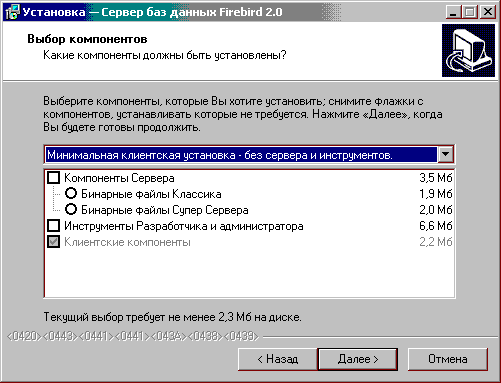 Установка — Сервер баз данных Firebird 2.0
Выбор компонентов
Какие компоненты должны быть установлены?
Выберите компоненты, которые Вы хотите установить; снимите флажки с
компонентов, устанавливать которые не требуется. Нажмите «Далее», когда
Вы будете готовы продолжить.
Минимальная клиентская установка - без сервера и инструментов.
Компоненты Сервера 3,5 Мб
Бинарные файлы Классика 1,9 Мб
Бинарные файлы Супер Сервера 2,0 Мб
Инструменты Разработчика и администратора 6,6 Мб
Клиентские компоненты 2,2 Мб
Текущий выбор требует не менее 2,3 Мб на диске.
<0420><0443><0441><0441><043A><0438><0439>
< Назад Далее > Отмена